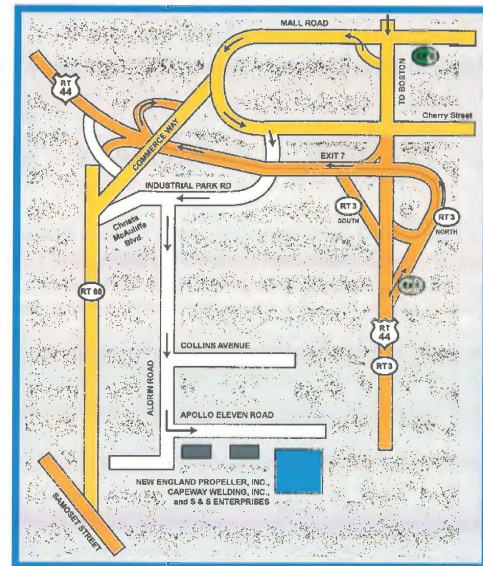 MALL ROAD
RT
44
TO BOSTON
Cherry Street
COMMERCE WAY
EXIT 7
INDUSTRIAL PARK RD
Christa
McAuliffe
Blvd.
RT 3
SOUTH
RT 3
NORTH
RT 80
RT
44
RT3
COLLINS AVENUE
ALDRIN ROAD
APOLLO ELEVEN ROAD
NEW ENGLAND PROPELLER, INC.
CAPEWAY WELDING, INC.,
and S & S ENTERPRISES
SAMOSET STREET